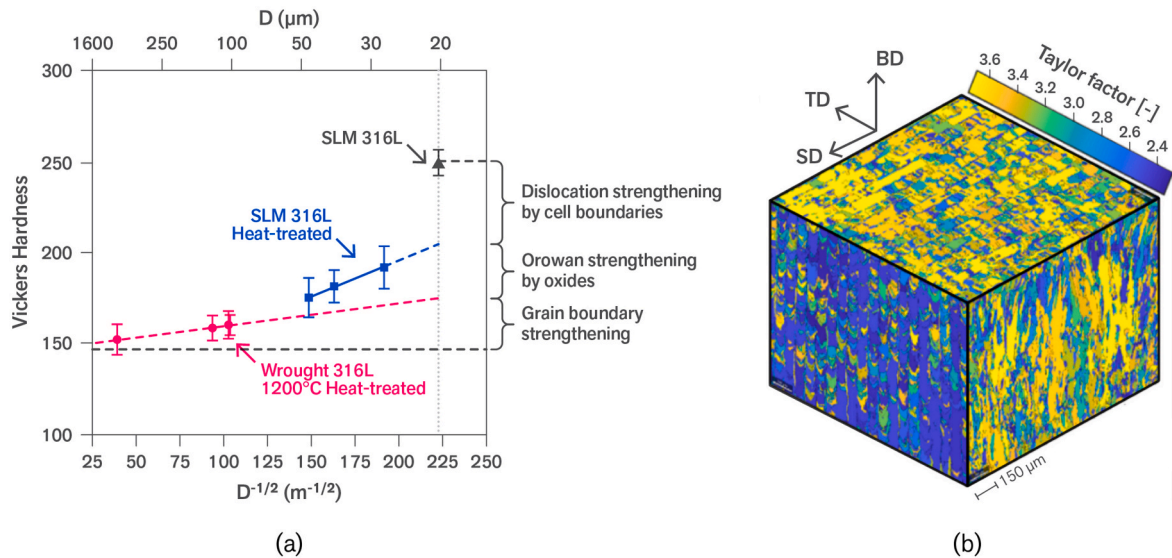 D (μm)
1600 250 100 50 30 20
300
250
200
150
100
Vickers Hardness
SLM 316L
SLM 316L
Heat-treated
Wrought 316L
1200°C Heat-treated
Dislocation strengthening
by cell boundaries
Orowan strengthening
by oxides
Grain boundary
strengthening
25 50 75 100 125 150 175 200 225 250
D-1/2 (m-1/2)
(a)
BD
TD
SD
Taylor factor [-]
3.6 3.4 3.2 3.0 2.8 2.6 2.4
150 μm
(b)